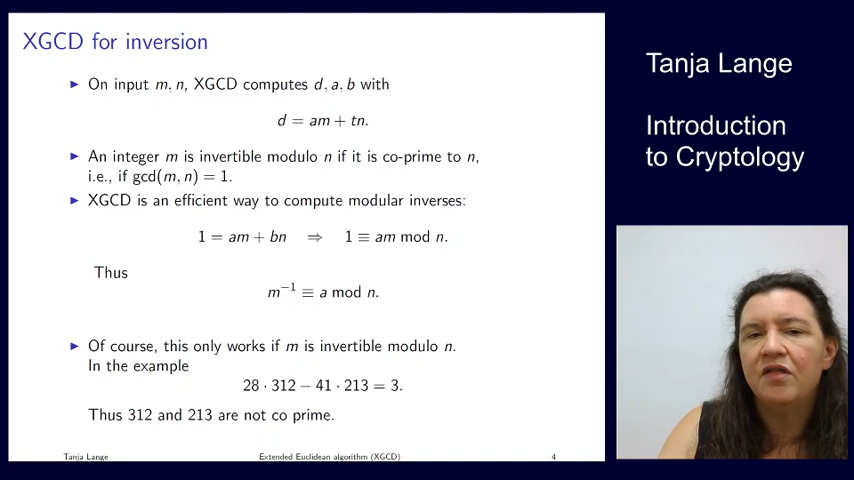 XGCD for inversion
▶ On input m, n, XGCD computes d, a, b with
d = am + tn.
▶ An integer m is invertible modulo n if it is co-prime to n,
i.e., if gcd(m, n) = 1.
▶ XGCD is an efficient way to compute modular inverses:
1 = am + bn ⇒ 1 ≡ am mod n.
Thus
m⁻¹ ≡ a mod n.
▶ Of course, this only works if m is invertible modulo n.
In the example
28 · 312 − 41 · 213 = 3.
Thus 312 and 213 are not co prime.
Tanja Lange Extended Euclidean algorithm (XGCD) 4
Tanja Lange
Introduction
to Cryptology